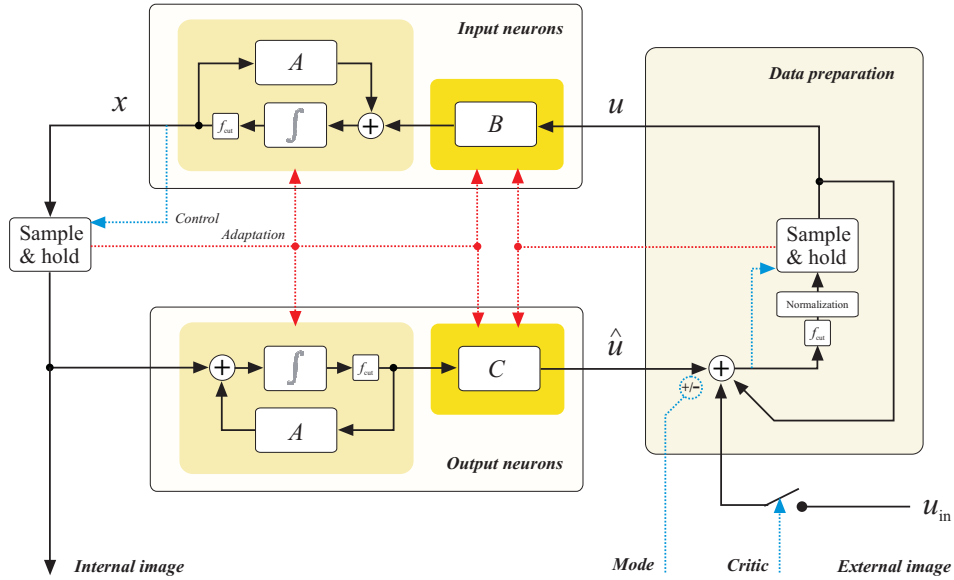 Input neurons
Data preparation
A
x
f_cut
∫
+
B
u
Sample
& hold
Control
Adaptation
Sample
& hold
Normalization
f_cut
+
∫
f_cut
C
û
+
+/−
A
Output neurons
u_in
Internal image
Mode
Critic
External image